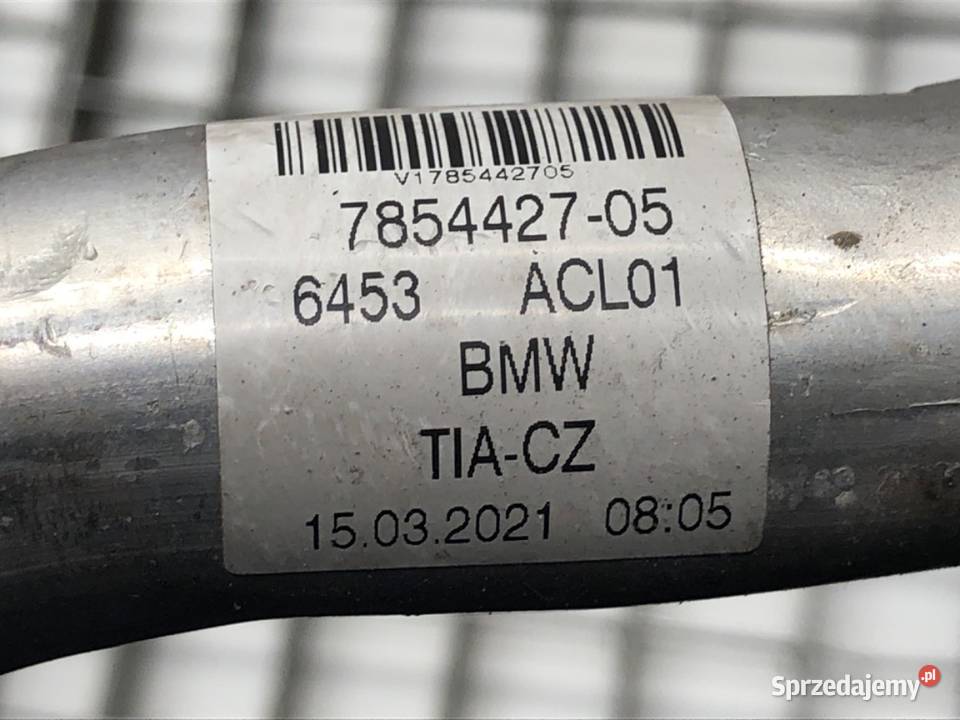 V1785442705
7854427-05
6453 ACL01
BMW
TIA-CZ
15.03.2021 08:05
Sprzedajemy.pl